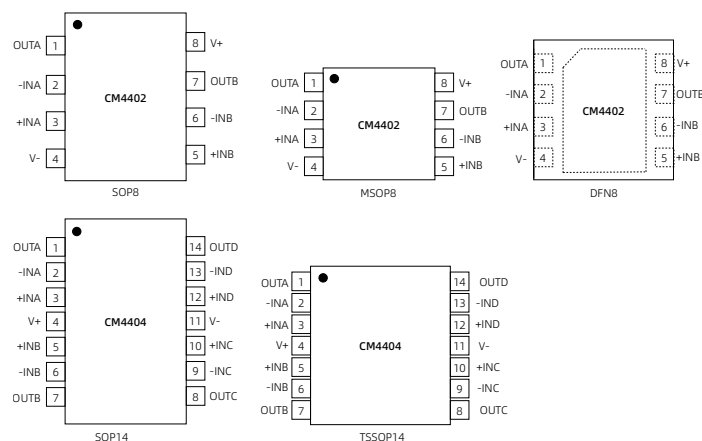 OUTA 1 8 V+
-INA 2 7 OUTB
CM4402
+INA 3 6 -INB
V- 4 5 +INB
SOP8
OUTA 1 8 V+
-INA 2 7 OUTB
CM4402
+INA 3 6 -INB
V- 4 5 +INB
MSOP8
OUTA 1 8 V+
-INA 2 7 OUTB
CM4402
+INA 3 6 -INB
V- 4 5 +INB
DFN8
OUTA 1 14 OUTD
-INA 2 13 -IND
+INA 3 12 +IND
V+ 4 CM4404 11 V-
+INB 5 10 +INC
-INB 6 9 -INC
OUTB 7 8 OUTC
SOP14
OUTA 1 14 OUTD
-INA 2 13 -IND
+INA 3 12 +IND
V+ 4 CM4404 11 V-
+INB 5 10 +INC
-INB 6 9 -INC
OUTB 7 8 OUTC
TSSOP14